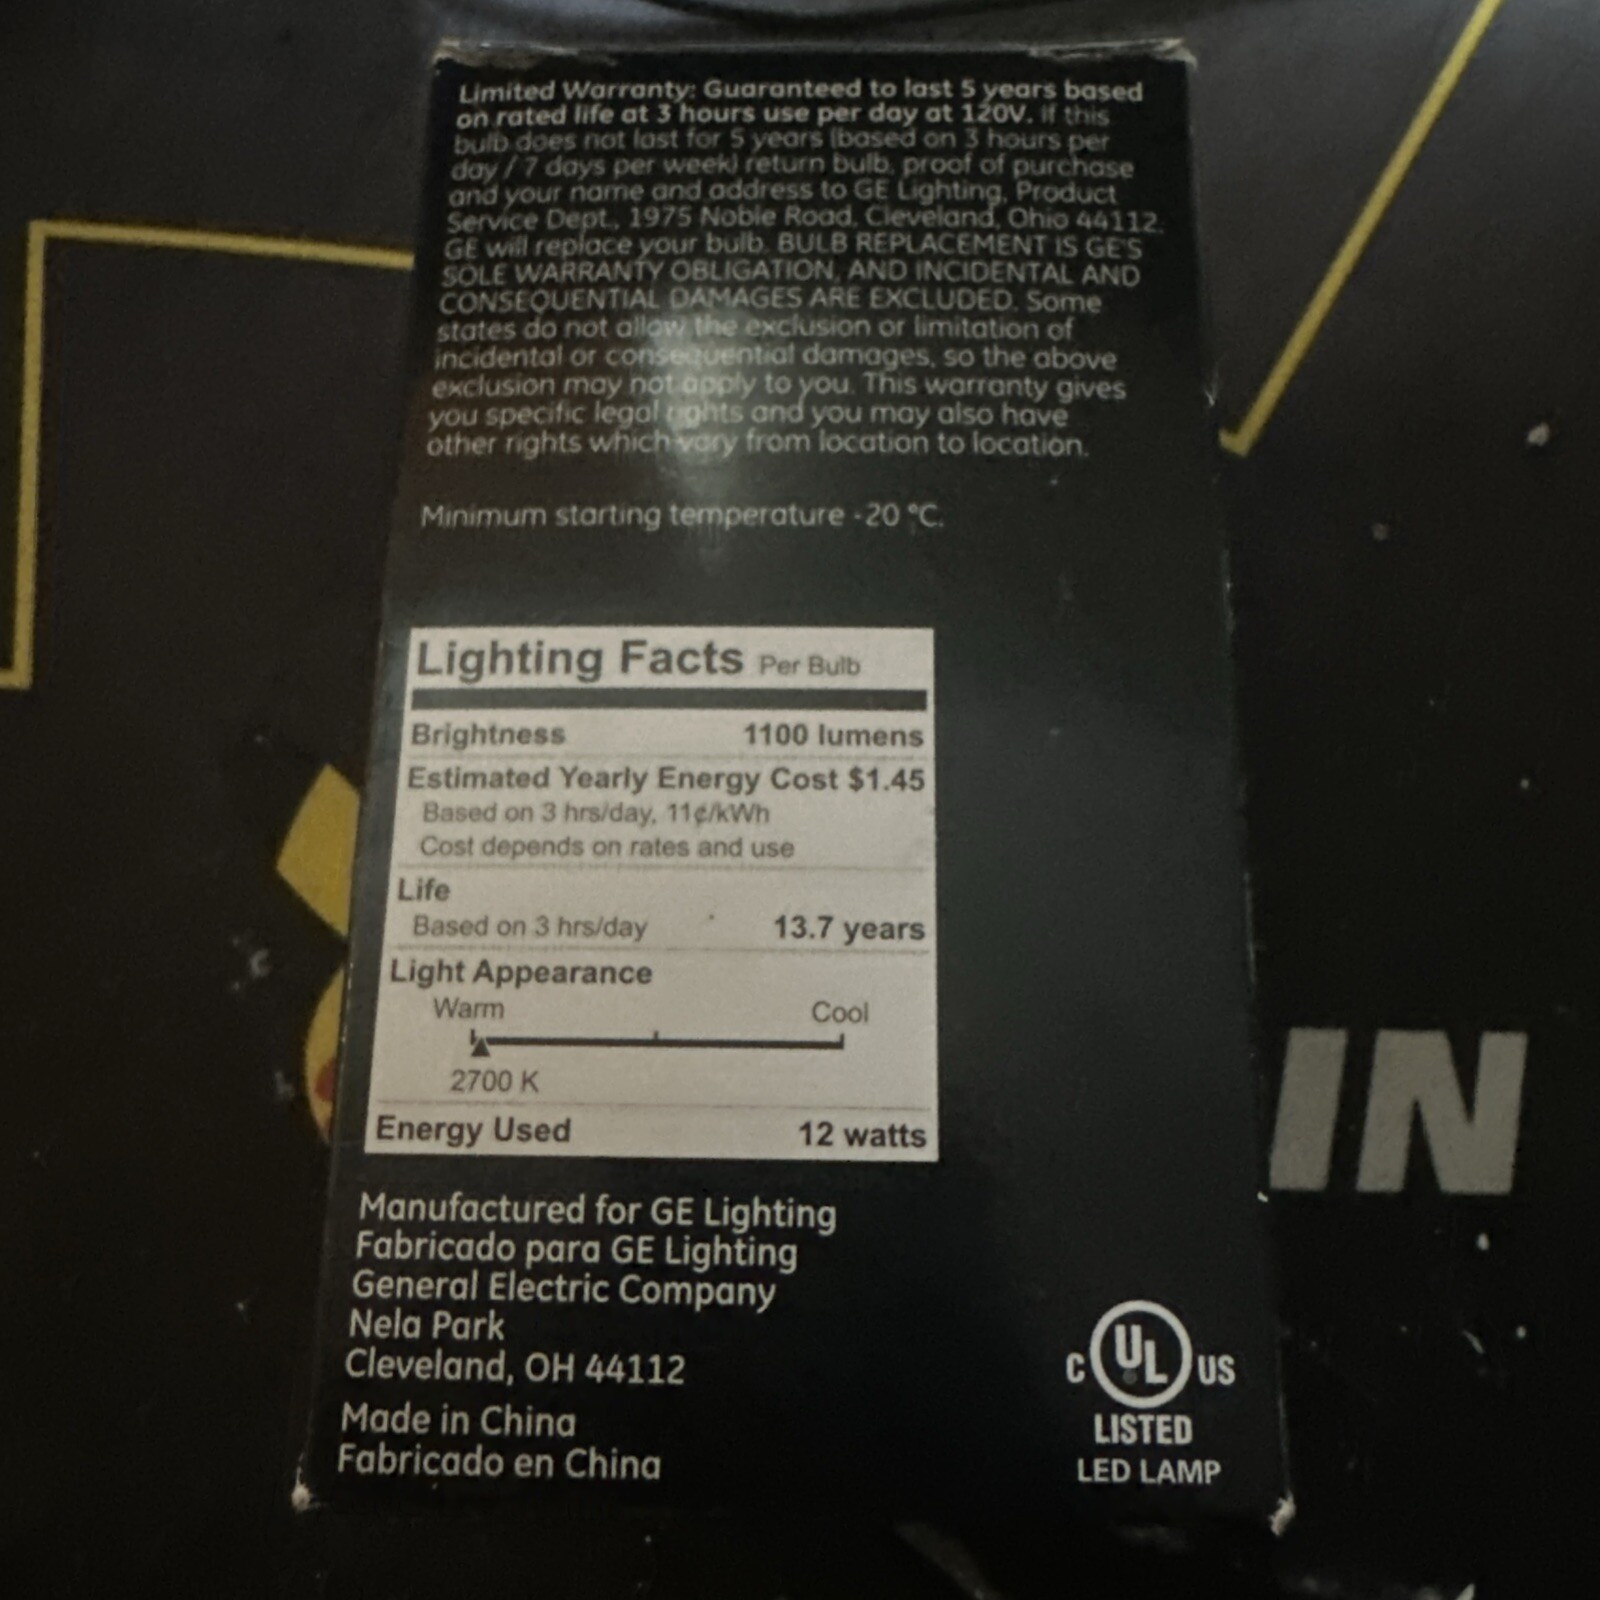 Limited Warranty: Guaranteed to last 5 years based
on rated life at 3 hours use per day at 120V. If this
bulb does not last for 5 years (based on 3 hours per
day / 7 days per week) return bulb, proof of purchase
and your name and address to GE Lighting, Product
Service Dept., 1975 Noble Road, Cleveland, Ohio 44112.
GE will replace your bulb. BULB REPLACEMENT IS GE'S
SOLE WARRANTY OBLIGATION, AND INCIDENTAL AND
CONSEQUENTIAL DAMAGES ARE EXCLUDED. Some
states do not allow the exclusion or limitation of
incidental or consequential damages, so the above
exclusion may not apply to you. This warranty gives
you specific legal rights and you may also have
other rights which vary from location to location.
Minimum starting temperature -20 °C.
Lighting Facts Per Bulb
Brightness 1100 lumens
Estimated Yearly Energy Cost $1.45
Based on 3 hrs/day, 11¢/kWh
Cost depends on rates and use
Life
Based on 3 hrs/day 13.7 years
Light Appearance
Warm Cool
2700 K
Energy Used 12 watts
IN
Manufactured for GE Lighting
Fabricado para GE Lighting
General Electric Company
Nela Park
Cleveland, OH 44112
Made in China
Fabricado en China
C UL US
LISTED
LED LAMP